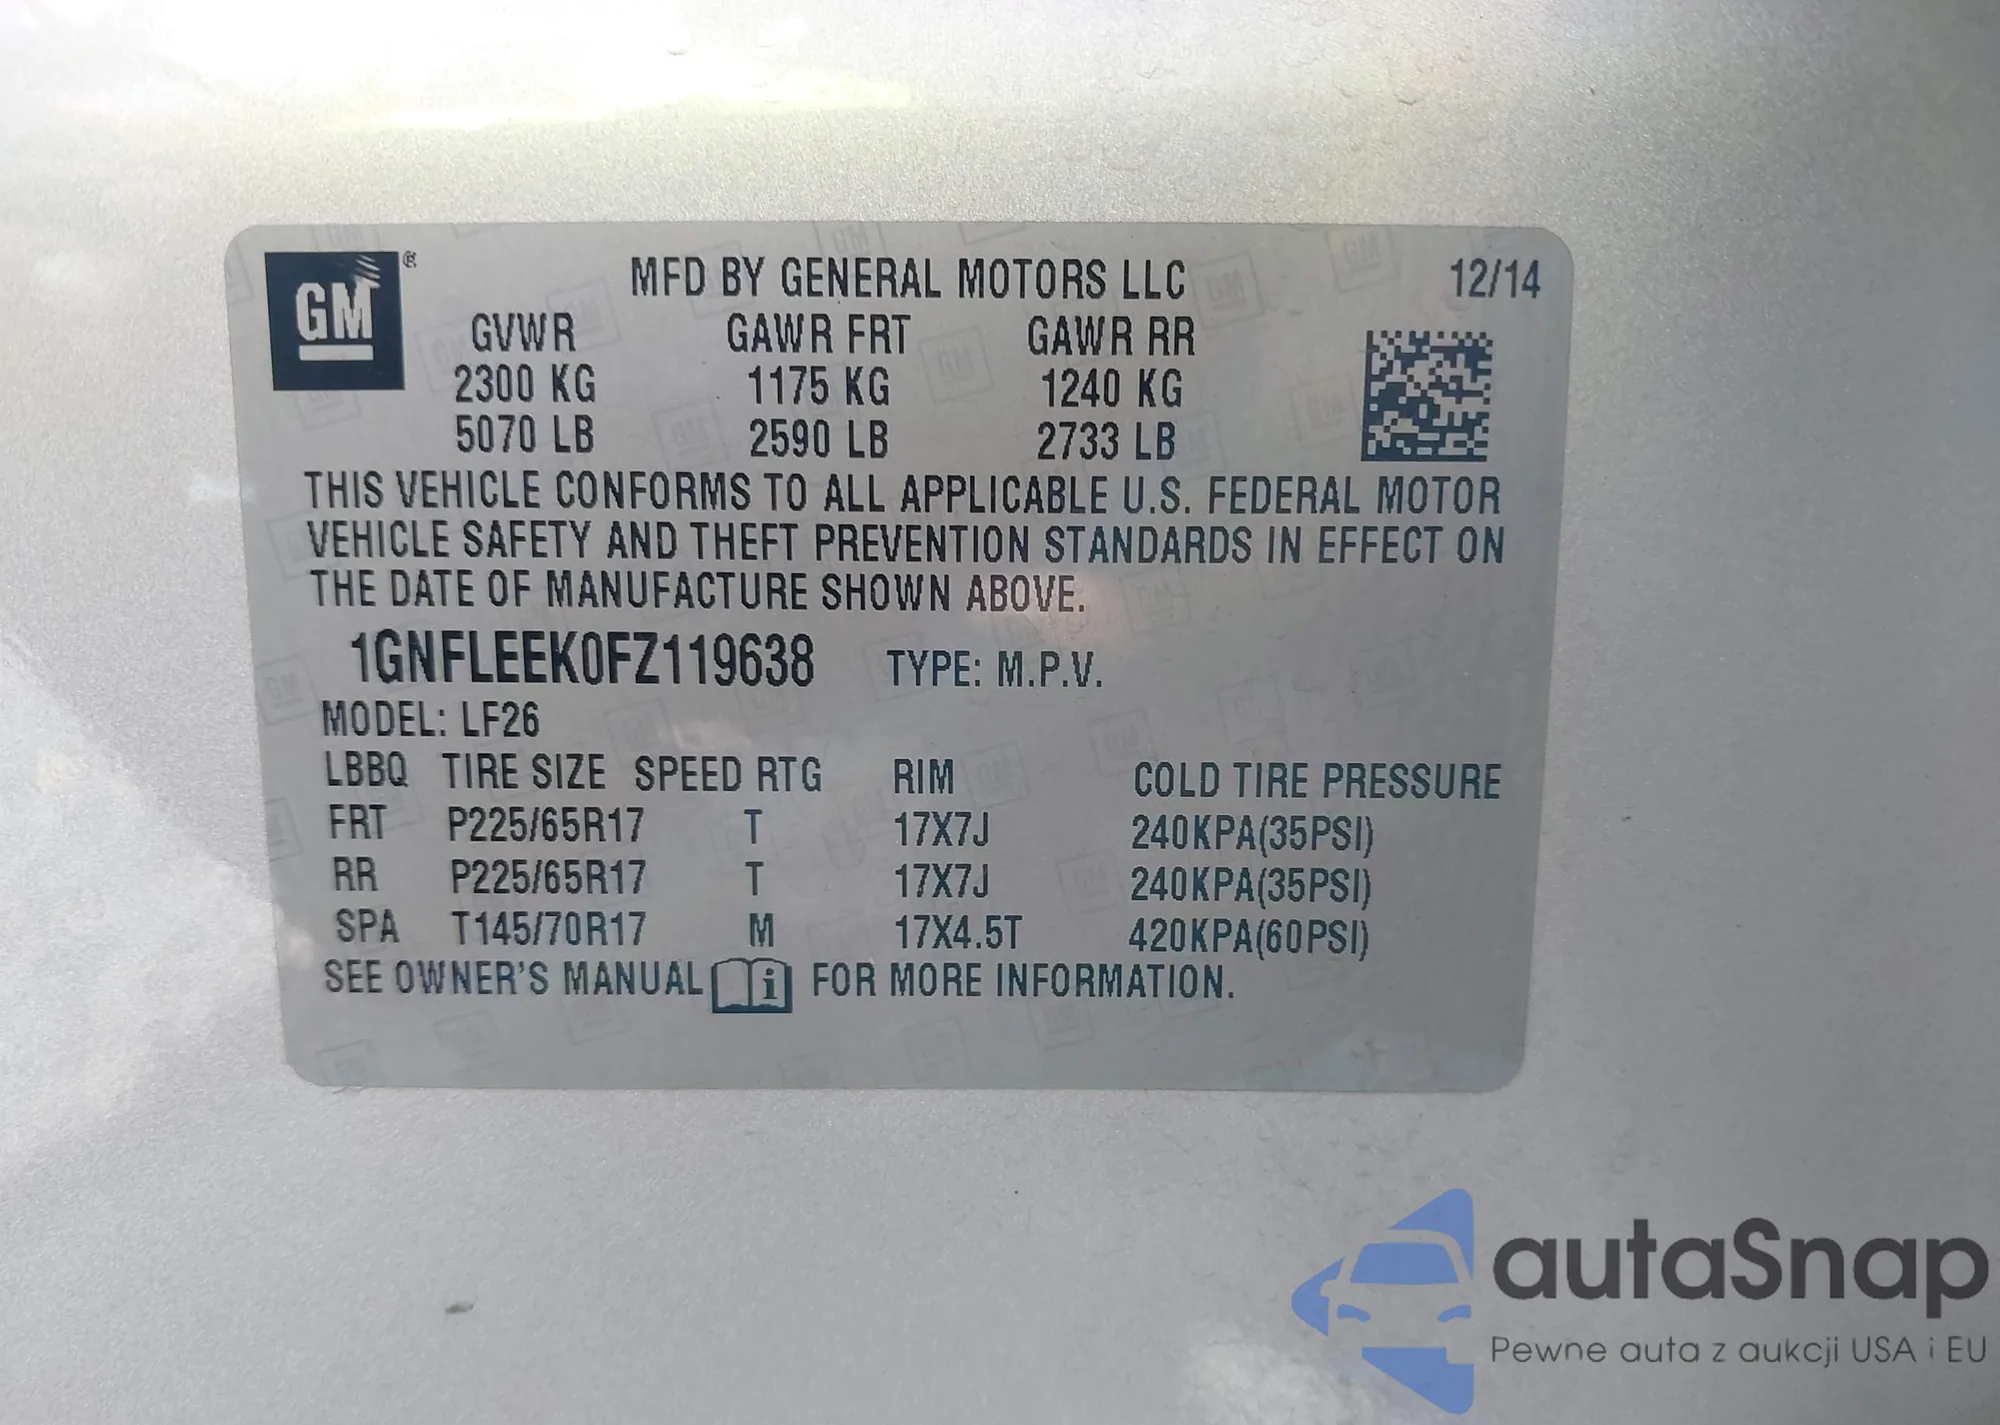 GM®
MFD BY GENERAL MOTORS LLC 12/14
GVWR GAWR FRT GAWR RR
2300 KG 1175 KG 1240 KG
5070 LB 2590 LB 2733 LB
THIS VEHICLE CONFORMS TO ALL APPLICABLE U.S. FEDERAL MOTOR
VEHICLE SAFETY AND THEFT PREVENTION STANDARDS IN EFFECT ON
THE DATE OF MANUFACTURE SHOWN ABOVE.
1GNFLEEK0FZ119638 TYPE: M.P.V.
MODEL: LF26
LBBQ TIRE SIZE SPEED RTG RIM COLD TIRE PRESSURE
FRT P225/65R17 T 17X7J 240KPA(35PSI)
RR P225/65R17 T 17X7J 240KPA(35PSI)
SPA T145/70R17 M 17X4.5T 420KPA(60PSI)
SEE OWNER'S MANUAL i FOR MORE INFORMATION.
autaSnap
Pewne auta z aukcji USA i EU